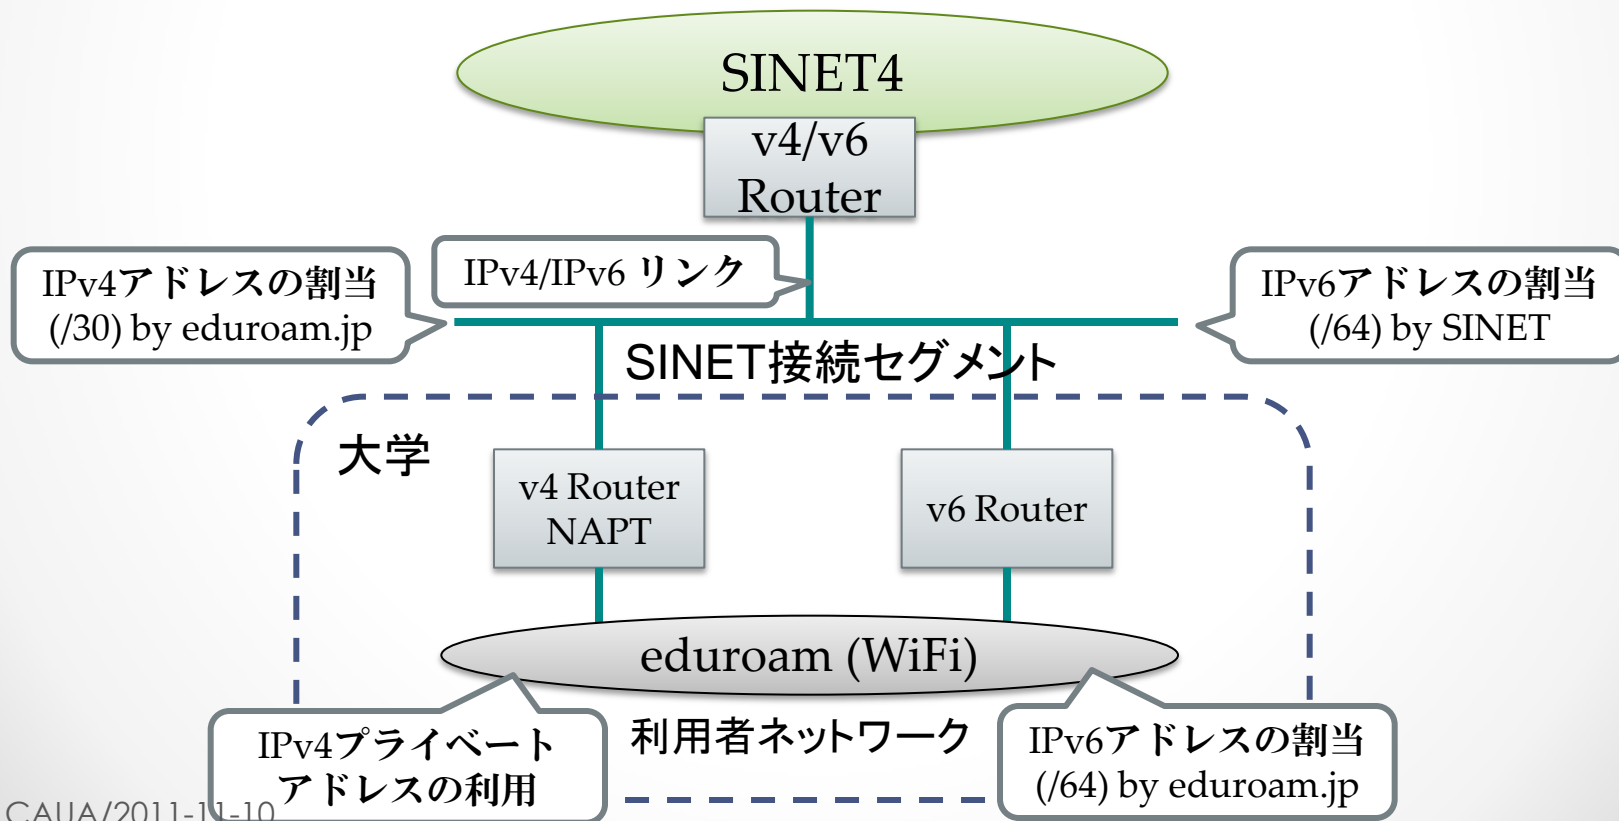 SINET4
v4/v6
Router
IPv4アドレスの割当
(/30) by eduroam.jp
IPv4/IPv6 リンク
IPv6アドレスの割当
(/64) by SINET
SINET接続セグメント
大学
v4 Router
NAPT
v6 Router
eduroam (WiFi)
IPv4プライベート
アドレスの利用
利用者ネットワーク
IPv6アドレスの割当
(/64) by eduroam.jp
CAUA/2011-11-10